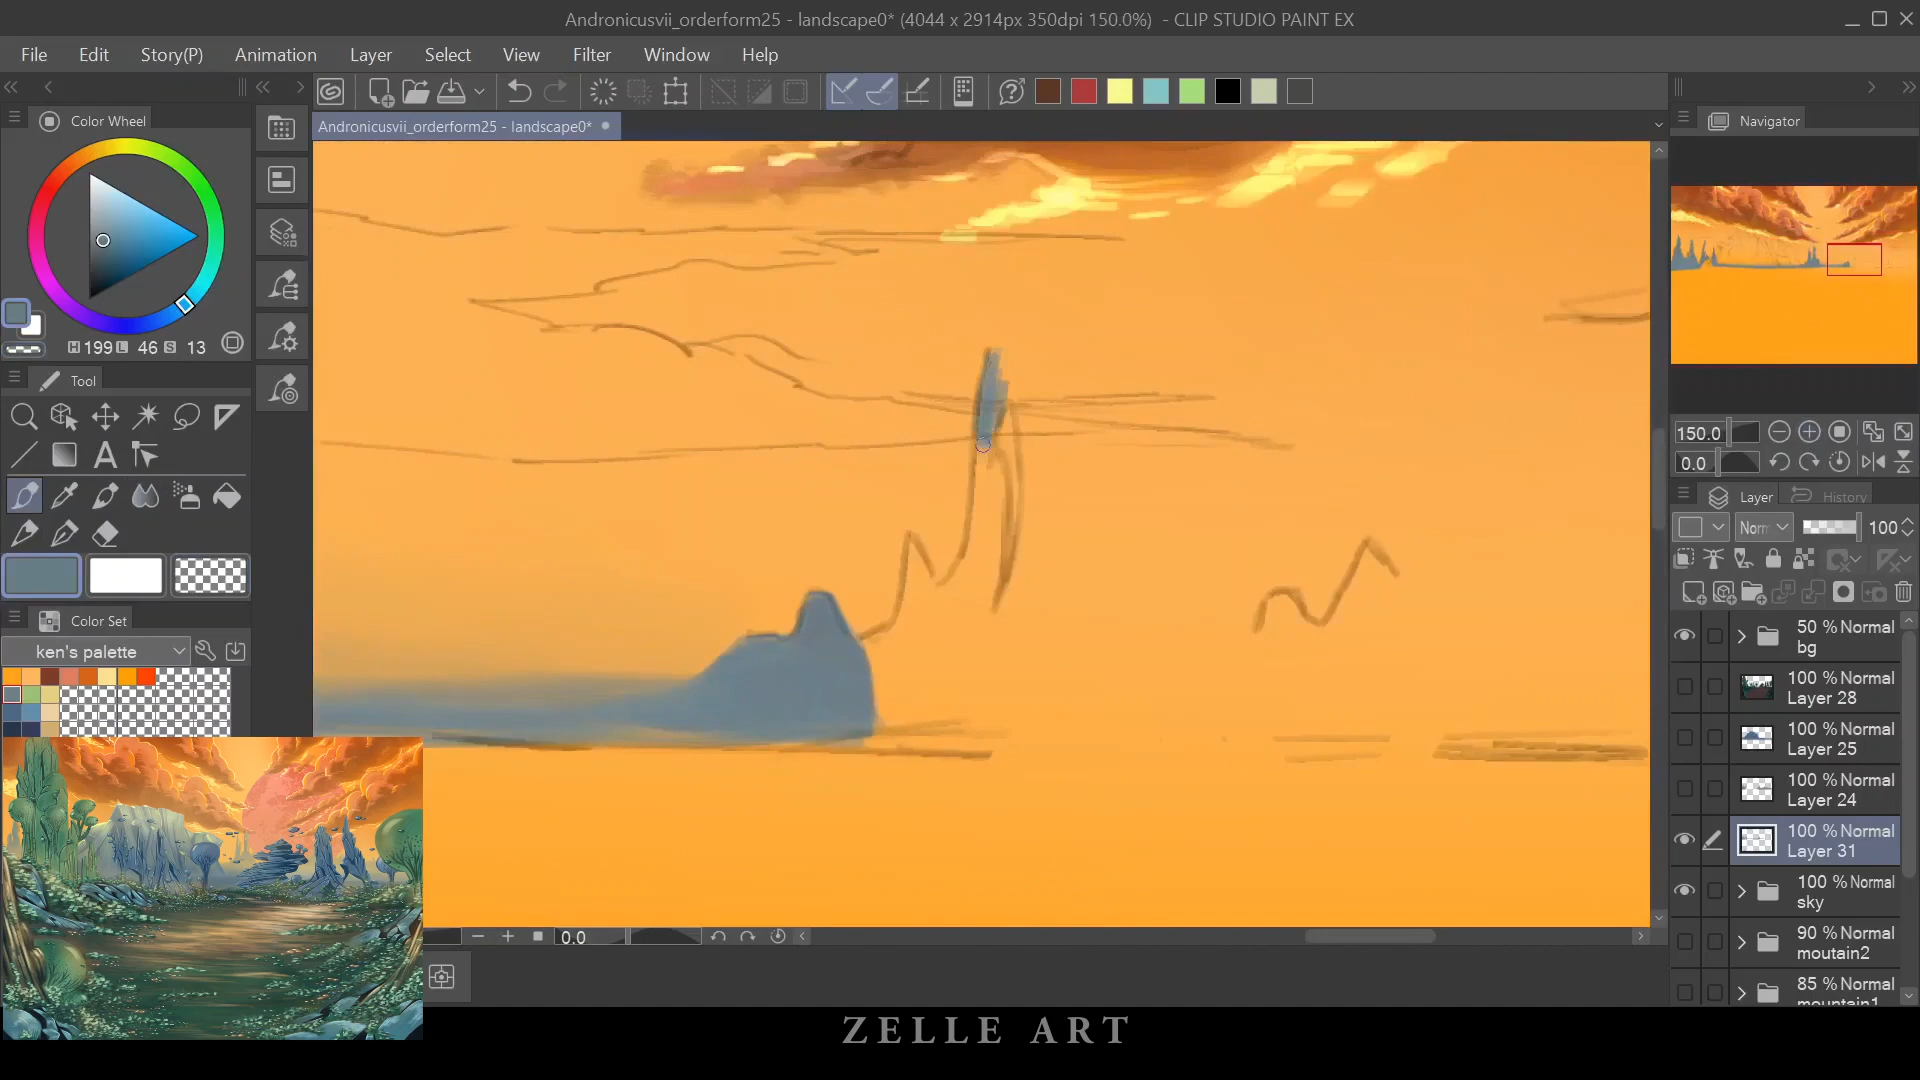 Andronicusvii_orderform25 - landscape0* (4044 x 2914px 350dpi 150.0%) - CLIP STUDIO PAINT EX
File Edit Story(P) Animation Layer Select View Filter Window Help
Color Wheel
Andronicusvii_orderform25 - landscape0*
Navigator
H 199 L 46 S 13
Tool
150.0
0.0
Layer
History
Norm
100
Color Set
ken's palette
50 % Normal
bg
100 % Normal
Layer 28
100 % Normal
Layer 25
100 % Normal
Layer 24
100 % Normal
Layer 31
100 % Normal
sky
90 % Normal
moutain2
85 % Normal
mountain1
0.0
ZELLE ART